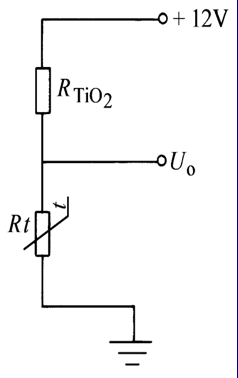 + 12V
R_TiO₂
U_o
t
Rt